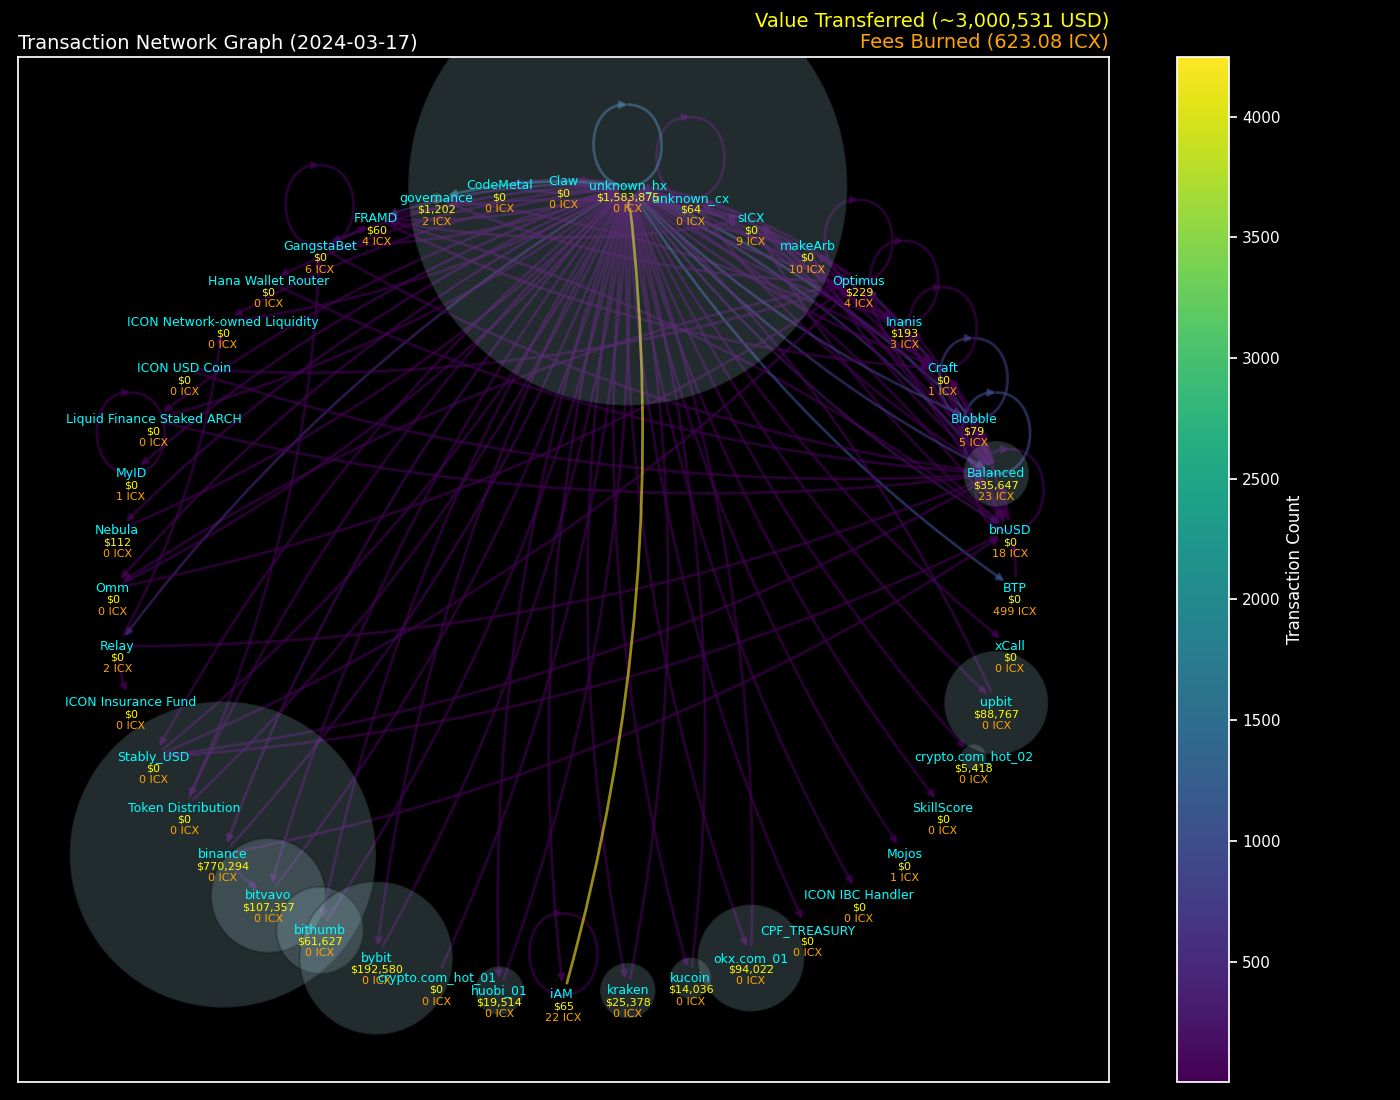 Value Transferred (~3,000,531 USD)
Transaction Network Graph (2024-03-17)
Fees Burned (623.08 ICX)
Claw
$0
0 ICX
CodeMetal
$0
0 ICX
governance
$1,202
2 ICX
FRAMD
$60
4 ICX
GangstaBet
$0
6 ICX
Hana Wallet Router
$0
0 ICX
ICON Network-owned Liquidity
$0
0 ICX
ICON USD Coin
$0
0 ICX
Liquid Finance Staked ARCH
$0
0 ICX
MyID
$0
1 ICX
Nebula
$112
0 ICX
Omm
$0
0 ICX
Relay
$0
2 ICX
ICON Insurance Fund
$0
0 ICX
Stably_USD
$0
0 ICX
Token Distribution
$0
0 ICX
binance
$770,294
0 ICX
bitvavo
$107,357
0 ICX
bithumb
$61,627
0 ICX
bybit
$192,580
0 ICX
crypto.com_hot_01
$0
0 ICX
huobi_01
$19,514
0 ICX
iAM
$65
22 ICX
kraken
$25,378
0 ICX
kucoin
$14,036
0 ICX
okx.com_01
$94,022
0 ICX
CPF_TREASURY
$0
0 ICX
ICON IBC Handler
$0
0 ICX
Mojos
$0
1 ICX
SkillScore
$0
0 ICX
crypto.com_hot_02
$5,418
0 ICX
upbit
$88,767
0 ICX
xCall
$0
0 ICX
BTP
$0
499 ICX
bnUSD
$0
18 ICX
Balanced
$35,647
23 ICX
Blobble
$79
5 ICX
Craft
$0
1 ICX
Inanis
$193
3 ICX
Optimus
$229
4 ICX
makeArb
$0
10 ICX
sICX
$0
9 ICX
unknown_cx
$64
0 ICX
unknown_hx
$1,583,875
0 ICX
4000
3500
3000
2500
2000
1500
1000
500
Transaction Count